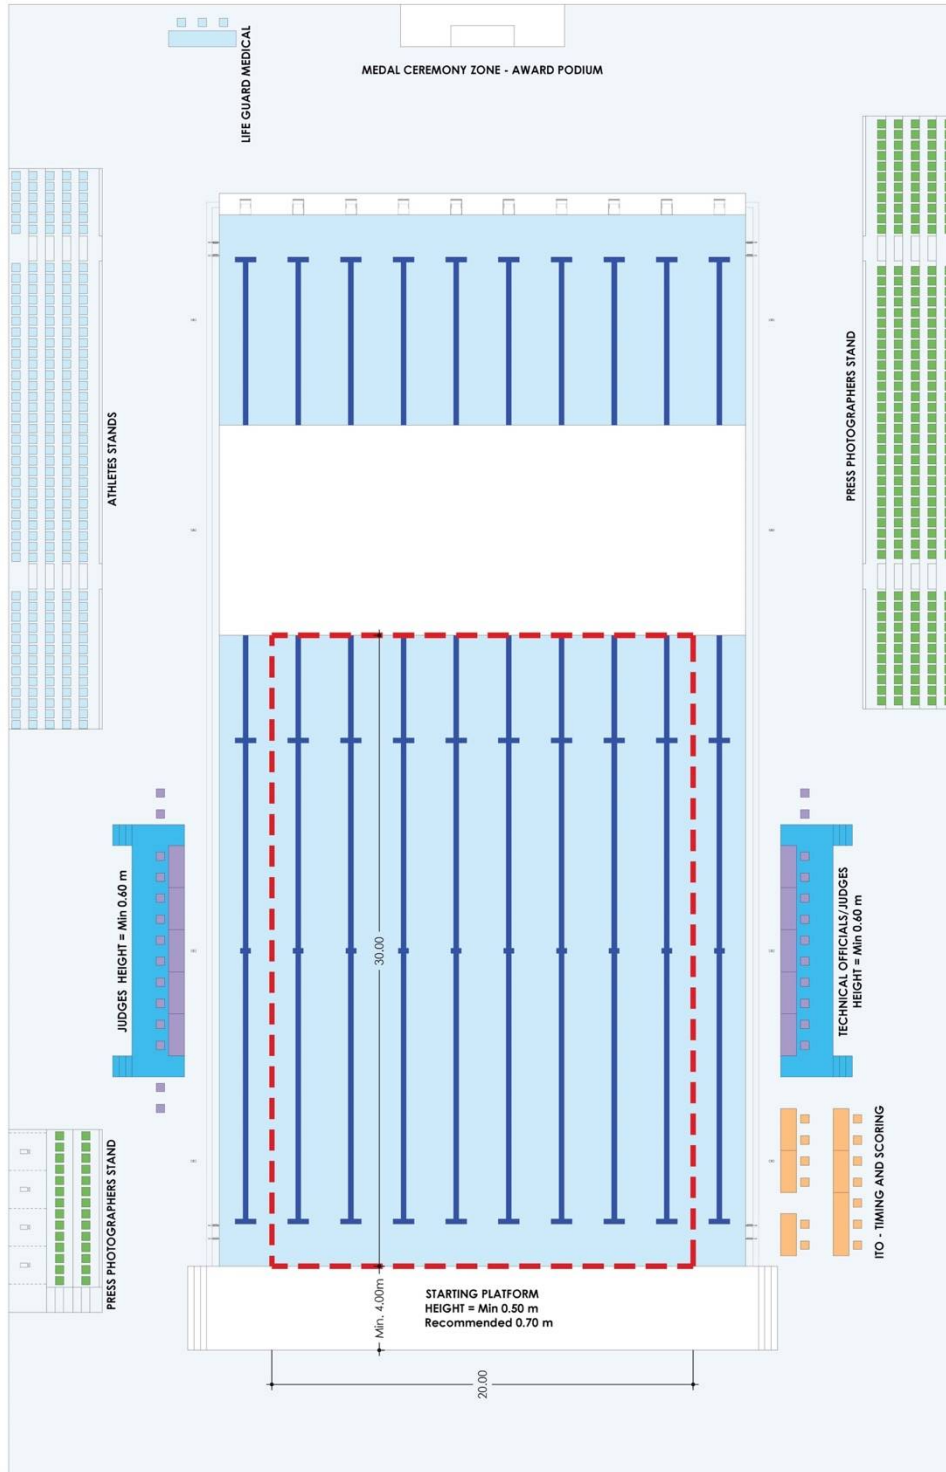 LIFE GUARD MEDICAL
MEDAL CEREMONY ZONE - AWARD PODIUM
ATHLETES STANDS
PRESS PHOTOGRAPHERS STAND
JUDGES HEIGHT = Min 0.60 m
30.00
TECHNICAL OFFICIALS/JUDGES
HEIGHT = Min 0.60 m
PRESS PHOTOGRAPHERS STAND
ITO - TIMING AND SCORING
Min. 4.00m
STARTING PLATFORM
HEIGHT = Min 0.50 m
Recommended 0.70 m
20.00